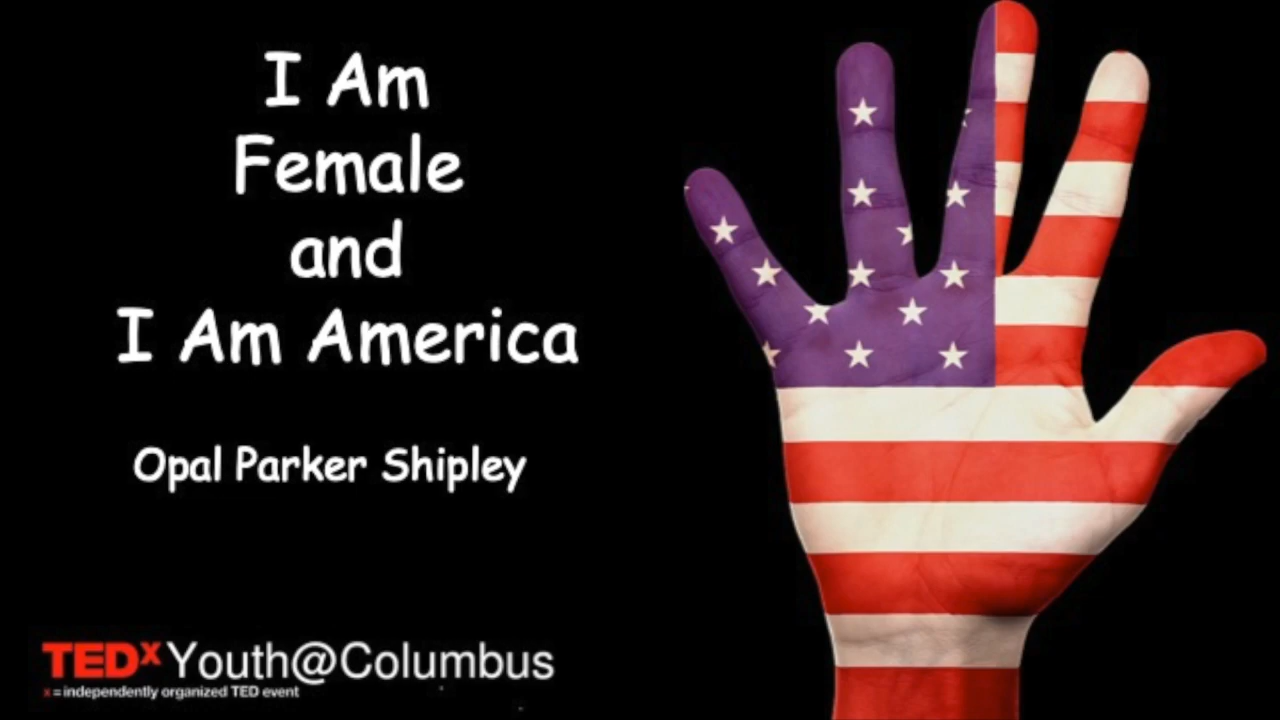 I Am
Female
and
I Am America
Opal Parker Shipley
TEDx Youth@Columbus
x = independently organized TED event